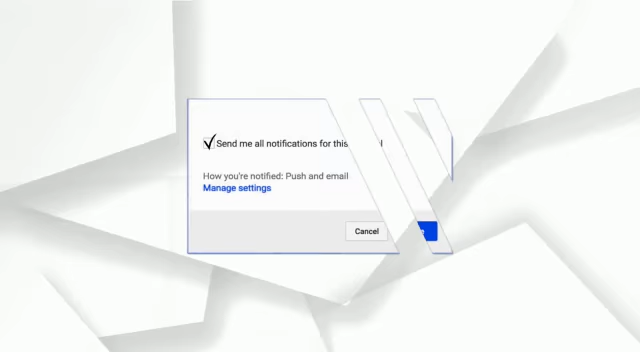 Send me all notifications for this
How you're notified: Push and email
Manage settings
Cancel